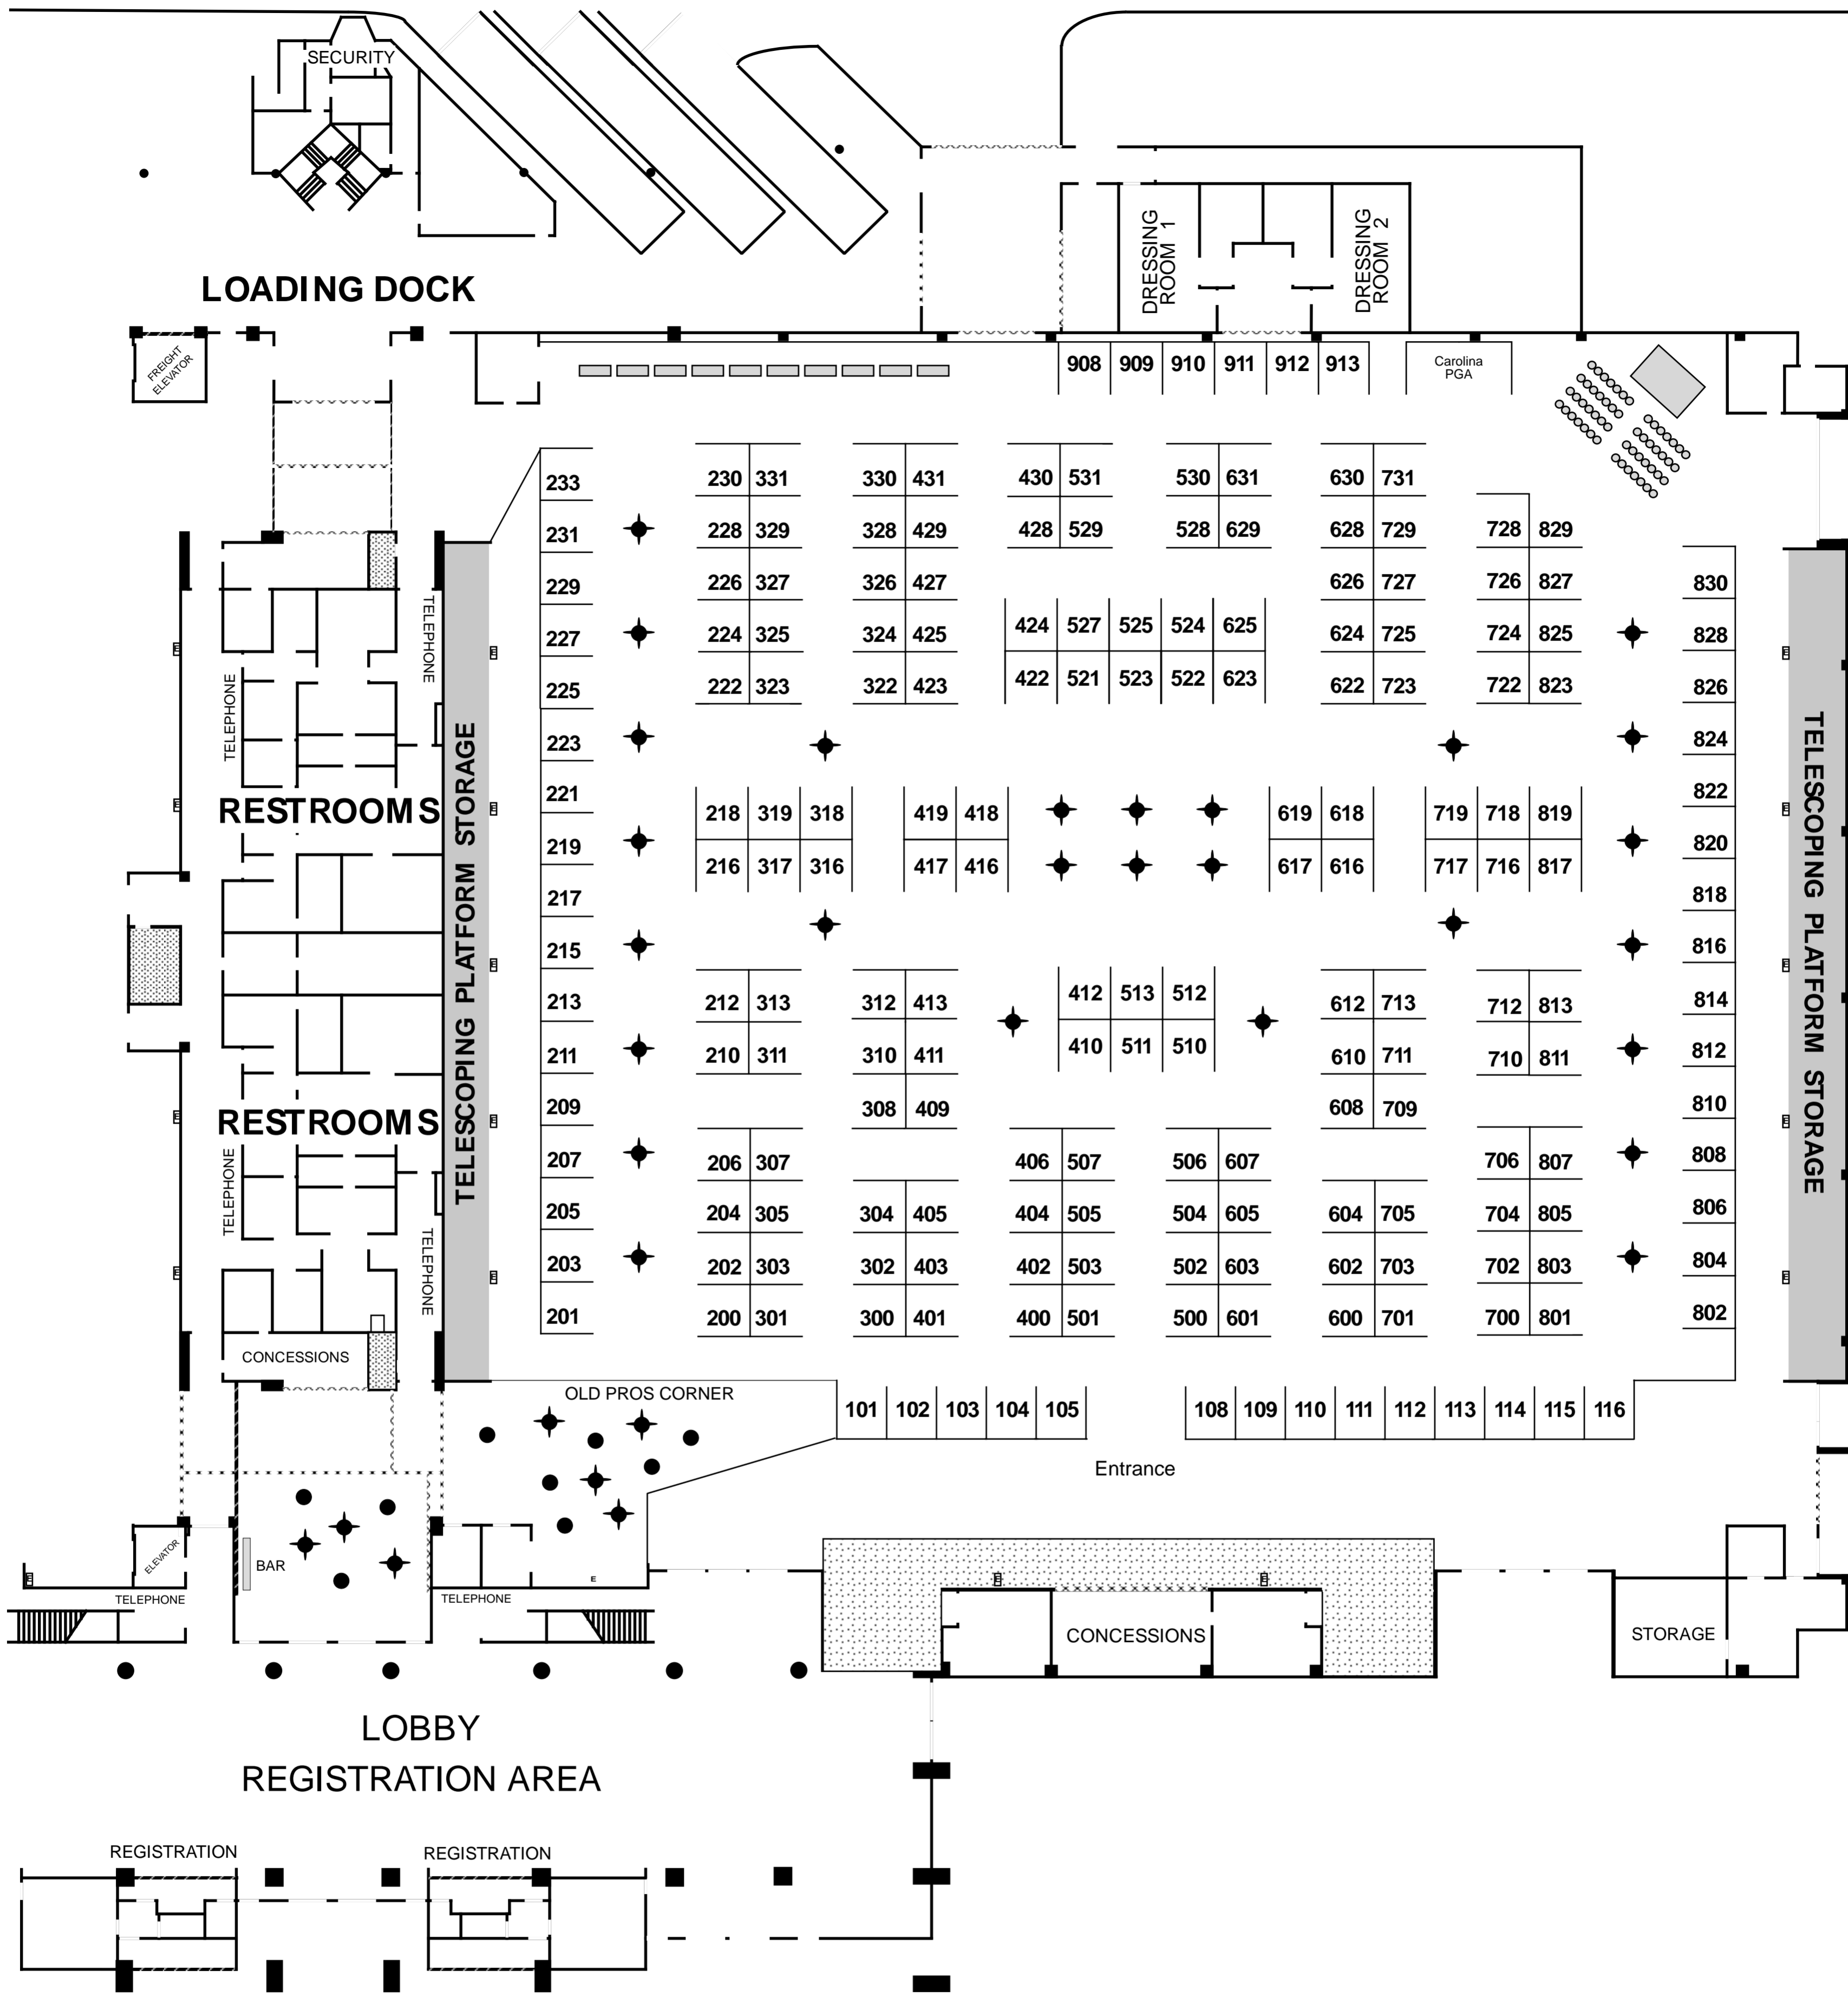 SECURITY
DRESSING
ROOM 1
DRESSING
ROOM 2
LOADING DOCK
FREIGHT
ELEVATOR
908 909 910 911 912 913
Carolina
PGA
233 230 331 330 431 430 531 530 631 630 731
231 228 329 328 429 428 529 528 629 628 729 728 829
229 226 327 326 427 626 727 726 827 830
227 224 325 324 425 424 527 525 524 625 624 725 724 825 828
225 222 323 322 423 422 521 523 522 623 622 723 722 823 826
TELEPHONE
TELEPHONE
223 824
221 822
RESTROOMS
TELESCOPING PLATFORM STORAGE
TELESCOPING PLATFORM STORAGE
218 319 318 419 418 619 618 719 718 819
219 820
216 317 316 417 416 617 616 717 716 817
217 818
215 816
213 212 313 312 413 412 513 512 612 713 712 813 814
211 210 311 310 411 410 511 510 610 711 710 811 812
209 308 409 608 709 810
RESTROOMS
207 206 307 406 507 506 607 706 807 808
205 204 305 304 405 404 505 504 605 604 705 704 805 806
203 202 303 302 403 402 503 502 603 602 703 702 803 804
201 200 301 300 401 400 501 500 601 600 701 700 801 802
TELEPHONE
TELEPHONE
CONCESSIONS
OLD PROS CORNER
101 102 103 104 105 108 109 110 111 112 113 114 115 116
Entrance
ELEVATOR
BAR
E
TELEPHONE
TELEPHONE
CONCESSIONS
STORAGE
LOBBY
REGISTRATION AREA
REGISTRATION
REGISTRATION